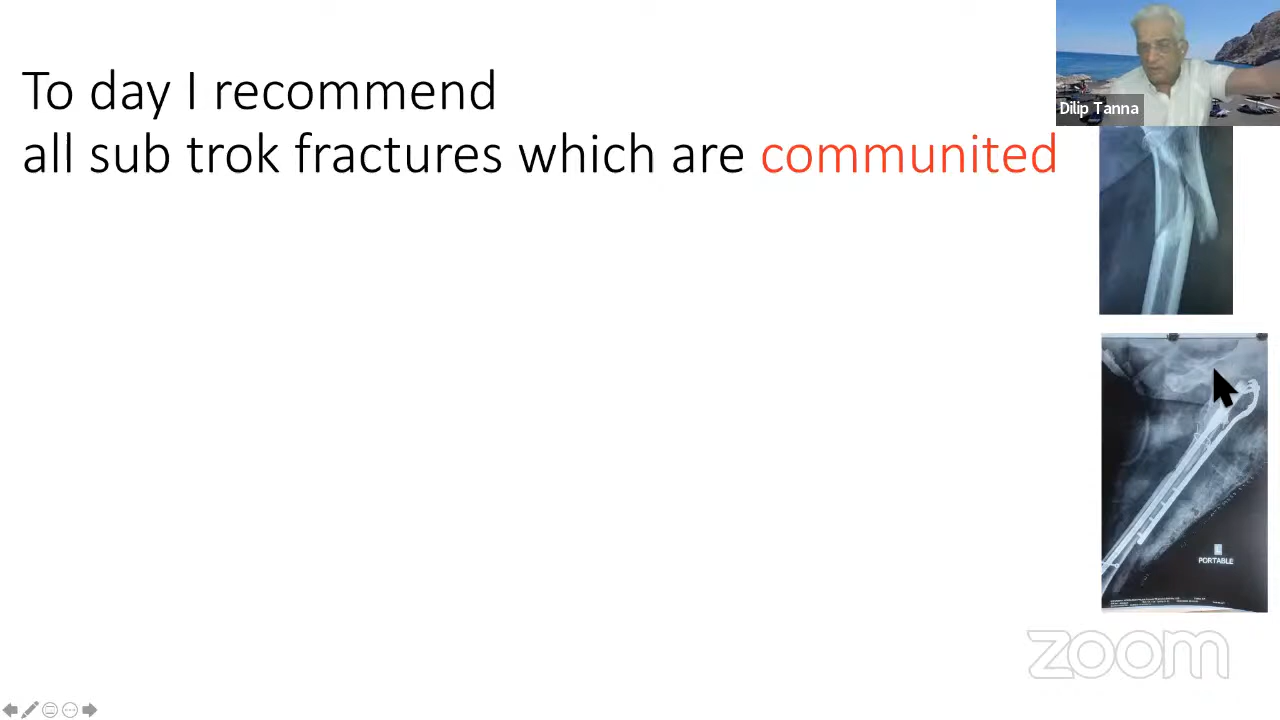 To day I recommend
all sub trok fractures which are communited
Dilip Tanna
PORTABLE
zoom